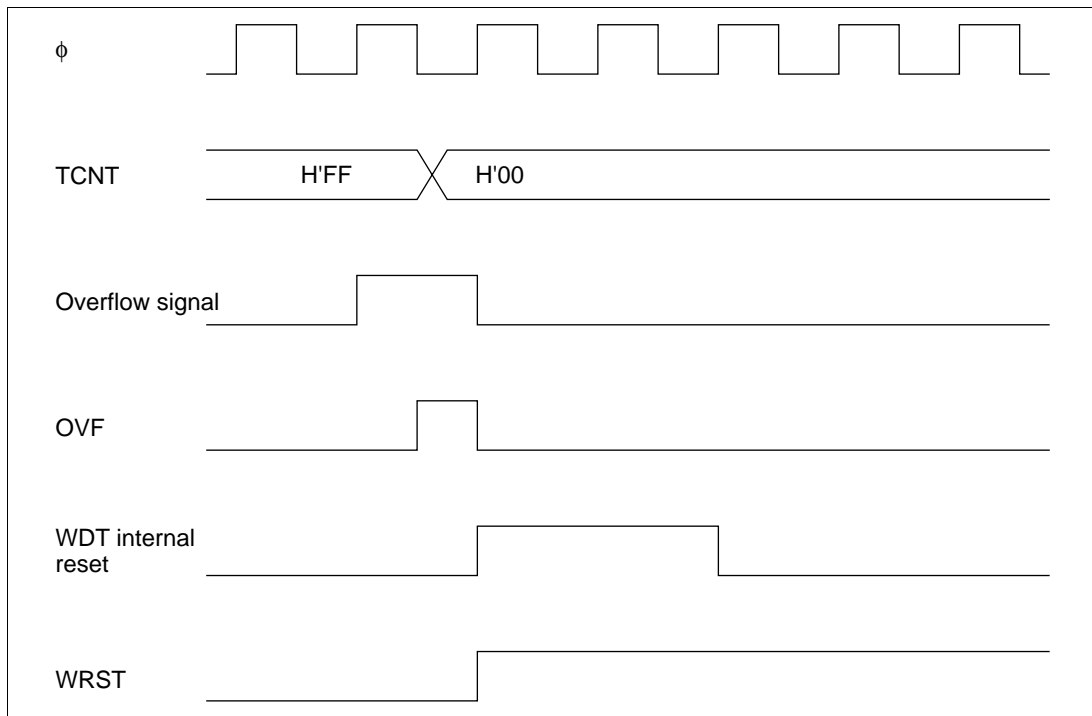 ϕ
TCNT
H'FF
H'00
Overflow signal
OVF
WDT internal
reset
WRST